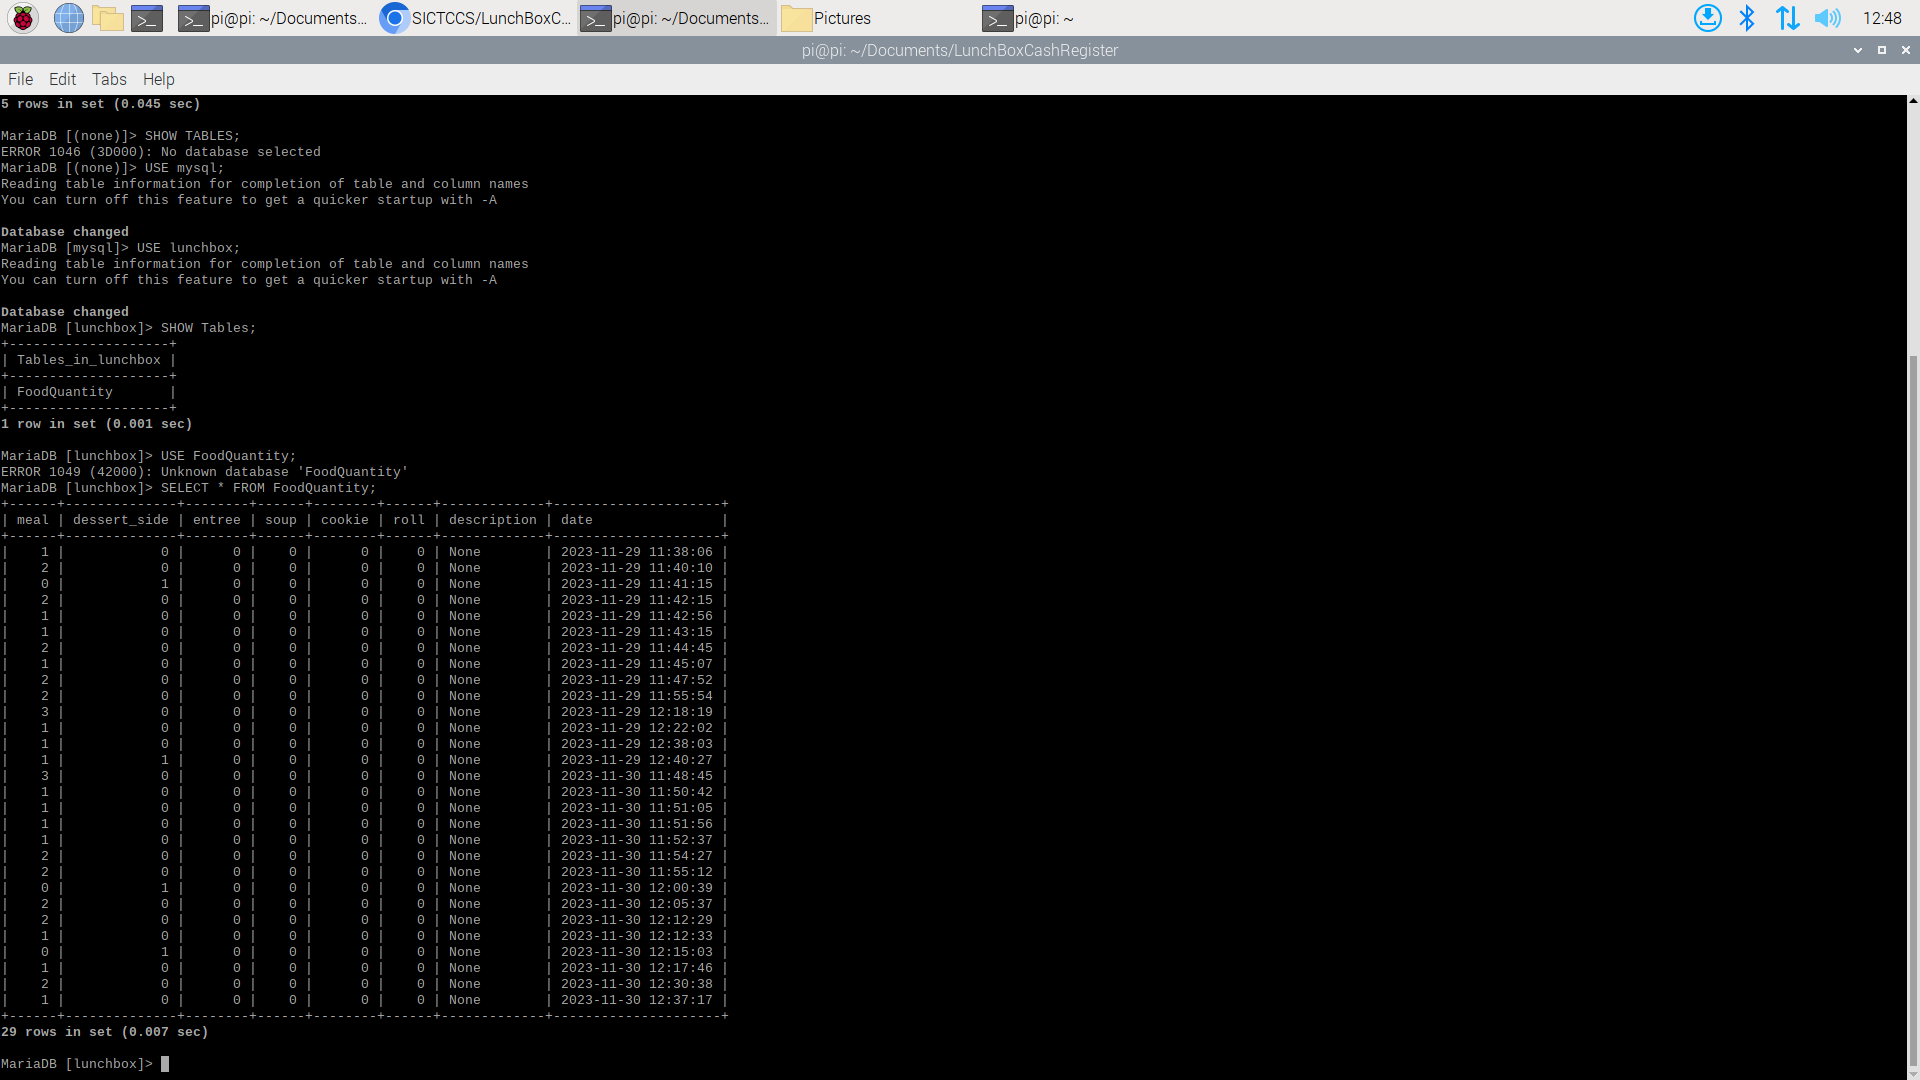 pi@pi: ~/Documents... SICTCCS/LunchBoxC... pi@pi: ~/Documents... Pictures pi@pi: ~ 12:48
pi@pi: ~/Documents/LunchBoxCashRegister
File Edit Tabs Help
5 rows in set (0.045 sec)
MariaDB [(none)]> SHOW TABLES;
ERROR 1046 (3D000): No database selected
MariaDB [(none)]> USE mysql;
Reading table information for completion of table and column names
You can turn off this feature to get a quicker startup with -A
Database changed
MariaDB [mysql]> USE lunchbox;
Reading table information for completion of table and column names
You can turn off this feature to get a quicker startup with -A
Database changed
MariaDB [lunchbox]> SHOW Tables;
+--------------------+
| Tables_in_lunchbox |
+--------------------+
| FoodQuantity       |
+--------------------+
1 row in set (0.001 sec)
MariaDB [lunchbox]> USE FoodQuantity;
ERROR 1049 (42000): Unknown database 'FoodQuantity'
MariaDB [lunchbox]> SELECT * FROM FoodQuantity;
+------+--------------+--------+------+--------+------+-------------+---------------------+
| meal | dessert_side | entree | soup | cookie | roll | description | date                |
+------+--------------+--------+------+--------+------+-------------+---------------------+
|    1 |            0 |      0 |    0 |      0 |    0 | None        | 2023-11-29 11:38:06 |
|    2 |            0 |      0 |    0 |      0 |    0 | None        | 2023-11-29 11:40:10 |
|    0 |            1 |      0 |    0 |      0 |    0 | None        | 2023-11-29 11:41:15 |
|    2 |            0 |      0 |    0 |      0 |    0 | None        | 2023-11-29 11:42:15 |
|    1 |            0 |      0 |    0 |      0 |    0 | None        | 2023-11-29 11:42:56 |
|    1 |            0 |      0 |    0 |      0 |    0 | None        | 2023-11-29 11:43:15 |
|    2 |            0 |      0 |    0 |      0 |    0 | None        | 2023-11-29 11:44:45 |
|    1 |            0 |      0 |    0 |      0 |    0 | None        | 2023-11-29 11:45:07 |
|    2 |            0 |      0 |    0 |      0 |    0 | None        | 2023-11-29 11:47:52 |
|    2 |            0 |      0 |    0 |      0 |    0 | None        | 2023-11-29 11:55:54 |
|    3 |            0 |      0 |    0 |      0 |    0 | None        | 2023-11-29 12:18:19 |
|    1 |            0 |      0 |    0 |      0 |    0 | None        | 2023-11-29 12:22:02 |
|    1 |            0 |      0 |    0 |      0 |    0 | None        | 2023-11-29 12:38:03 |
|    1 |            1 |      0 |    0 |      0 |    0 | None        | 2023-11-29 12:40:27 |
|    3 |            0 |      0 |    0 |      0 |    0 | None        | 2023-11-30 11:48:45 |
|    1 |            0 |      0 |    0 |      0 |    0 | None        | 2023-11-30 11:50:42 |
|    1 |            0 |      0 |    0 |      0 |    0 | None        | 2023-11-30 11:51:05 |
|    1 |            0 |      0 |    0 |      0 |    0 | None        | 2023-11-30 11:51:56 |
|    1 |            0 |      0 |    0 |      0 |    0 | None        | 2023-11-30 11:52:37 |
|    2 |            0 |      0 |    0 |      0 |    0 | None        | 2023-11-30 11:54:27 |
|    2 |            0 |      0 |    0 |      0 |    0 | None        | 2023-11-30 11:55:12 |
|    0 |            1 |      0 |    0 |      0 |    0 | None        | 2023-11-30 12:00:39 |
|    2 |            0 |      0 |    0 |      0 |    0 | None        | 2023-11-30 12:05:37 |
|    2 |            0 |      0 |    0 |      0 |    0 | None        | 2023-11-30 12:12:29 |
|    1 |            0 |      0 |    0 |      0 |    0 | None        | 2023-11-30 12:12:33 |
|    0 |            1 |      0 |    0 |      0 |    0 | None        | 2023-11-30 12:15:03 |
|    1 |            0 |      0 |    0 |      0 |    0 | None        | 2023-11-30 12:17:46 |
|    2 |            0 |      0 |    0 |      0 |    0 | None        | 2023-11-30 12:30:38 |
|    1 |            0 |      0 |    0 |      0 |    0 | None        | 2023-11-30 12:37:17 |
+------+--------------+--------+------+--------+------+-------------+---------------------+
29 rows in set (0.007 sec)
MariaDB [lunchbox]>